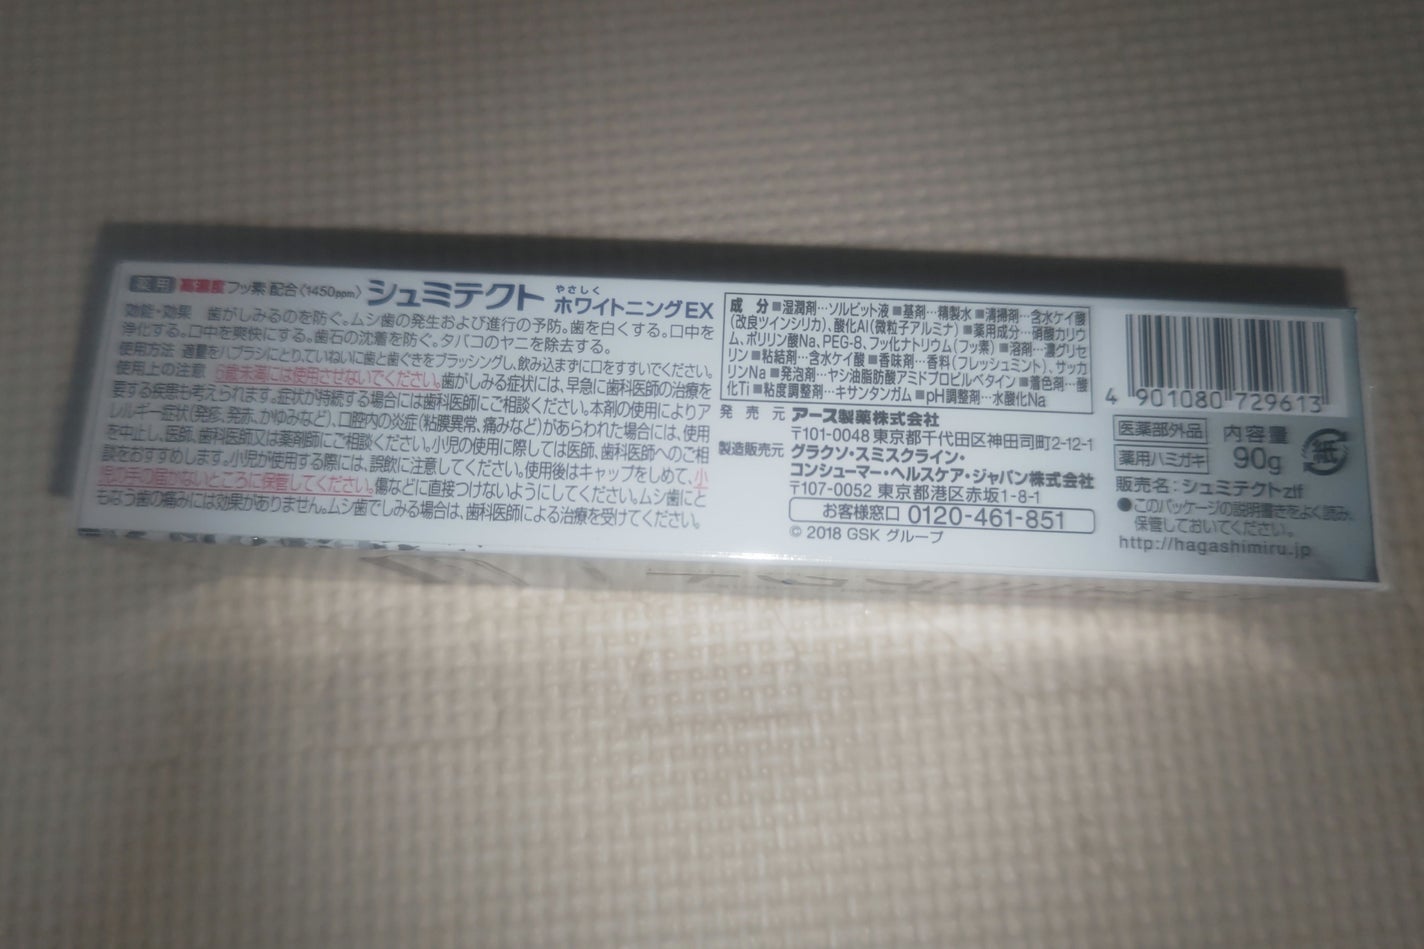 薬用 高濃度フッ素 配合〈1450ppm〉 シュミテクト やさしく ホワイトニングEX
効能・効果 歯がしみるのを防ぐ。ムシ歯の発生および進行の予防。歯を白くする。口中を
浄化する。口中を爽快にする。歯石の沈着を防ぐ。タバコのヤニを除去する。
使用方法 適量をハブラシにとりていねいに歯と歯ぐきをブラッシングし、飲み込まずに口をすすいでください。
使用上の注意 6歳未満には使用させないでください。歯がしみる症状には、早急に歯科医師の治療を
要する疾患も考えられます。症状が持続する場合には歯科医師にご相談ください。本剤の使用によりア
レルギー症状(発疹、発赤、かゆみなど)、口腔内の炎症(粘膜異常、痛みなど)があらわれた場合には、使用
を中止し、医師、歯科医師又は薬剤師にご相談ください。小児の使用に際しては医師、歯科医師へのご相
談をおすすめします。小児が使用する際には、誤飲に注意してください。使用後はキャップをしめて、小
児の手の届かないところに保管してください。傷などに直接つけないようにしてください。ムシ歯にと
もなう歯の痛みには効果がありません。ムシ歯でしみる場合は、歯科医師による治療を受けてください。
成 分 ■湿潤剤…ソルビット液 ■基剤…精製水 ■清掃剤…含水ケイ酸
(改良ツインシリカ)、酸化Al(微粒子アルミナ) ■薬用成分…硝酸カリウ
ム、ポリリン酸Na、PEG-8、フッ化ナトリウム(フッ素) ■溶剤…濃グリセ
リン ■粘結剤…含水ケイ酸 ■香味剤…香料(フレッシュミント)、サッカ
リンNa ■発泡剤…ヤシ油脂肪酸アミドプロピルベタイン ■着色剤…酸
化Ti ■粘度調整剤…キサンタンガム ■pH調整剤…水酸化Na
発売元 アース製薬株式会社
〒101-0048 東京都千代田区神田司町2-12-1
製造販売元 グラクソ・スミスクライン・
コンシューマー・ヘルスケア・ジャパン株式会社
〒107-0052 東京都港区赤坂1-8-1
お客様窓口 0120-461-851
© 2018 GSK グループ
4 901080 729613
医薬部外品
薬用ハミガキ
内容量
90g
紙
販売名：シュミテクトzlf
●このパッケージの説明書きをよく読み、
保管しておいてください。
http://hagashimiru.jp